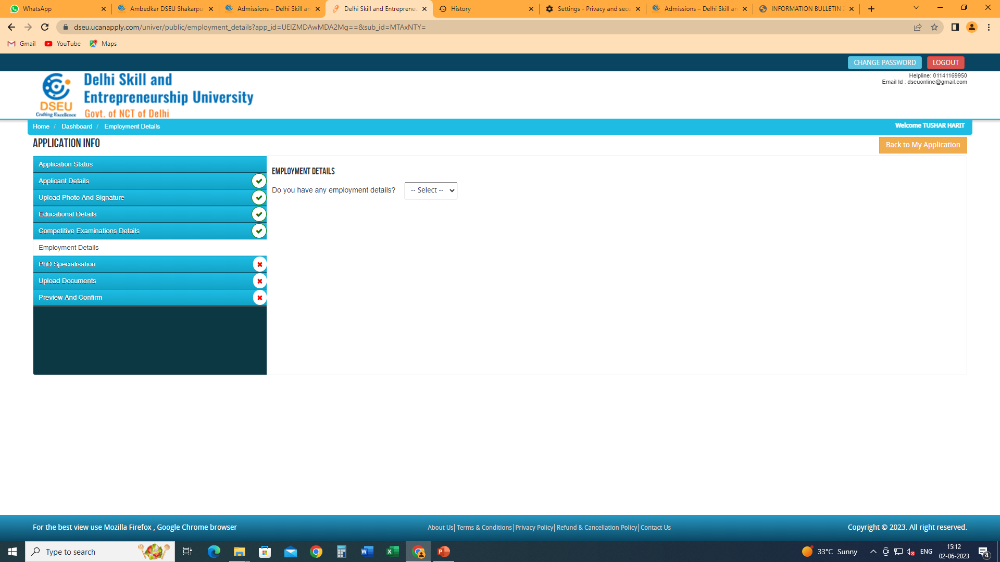 WhatsApp
Ambedkar DSEU Shakarpu
Admissions – Delhi Skill an
Delhi Skill and Entrepreneu
History
Settings - Privacy and secu
Admissions – Delhi Skill an
INFORMATION BULLETIN 2
dseu.ucanapply.com/univer/public/employment_details?app_id=UElZMDAwMDA2Mg==&sub_id=MTAxNTY=
Gmail
YouTube
Maps
CHANGE PASSWORD
LOGOUT
DSEU
Crafting Excellence
Delhi Skill and
Entrepreneurship University
Govt. of NCT of Delhi
Helpline: 01141169950
Email Id : dseuonline@gmail.com
Home / Dashboard / Employment Details
Welcome TUSHAR HARIT
APPLICATION INFO
Back to My Application
Application Status
Applicant Details
Upload Photo And Signature
Educational Details
Competitive Examinations Details
Employment Details
PhD Specialisation
Upload Documents
Preview And Confirm
EMPLOYMENT DETAILS
Do you have any employment details? -- Select --
For the best view use Mozilla Firefox , Google Chrome browser
About Us| Terms & Conditions| Privacy Policy| Refund & Cancellation Policy| Contact Us
Copyright © 2023. All right reserved.
Type to search
33°C Sunny
ENG
15:12
02-06-2023
4